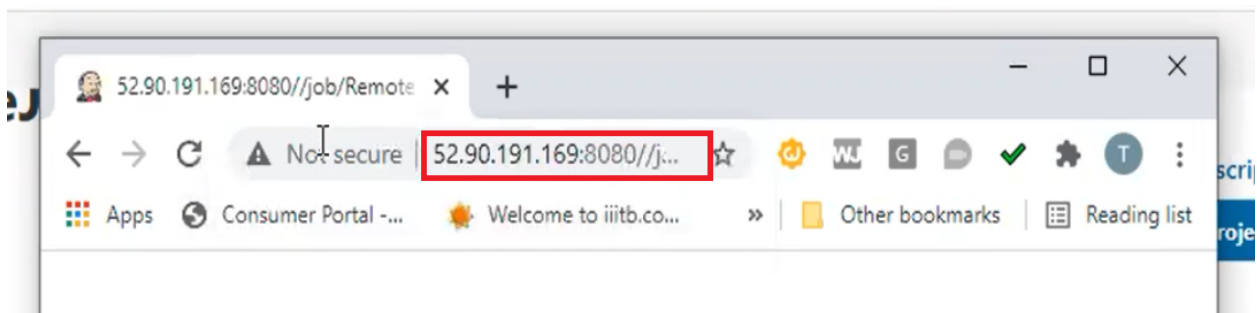 52.90.191.169:8080//job/Remote
Not secure 52.90.191.169:8080//j... WJ G T
Apps Consumer Portal -... Welcome to iiitb.co... » Other bookmarks Reading list